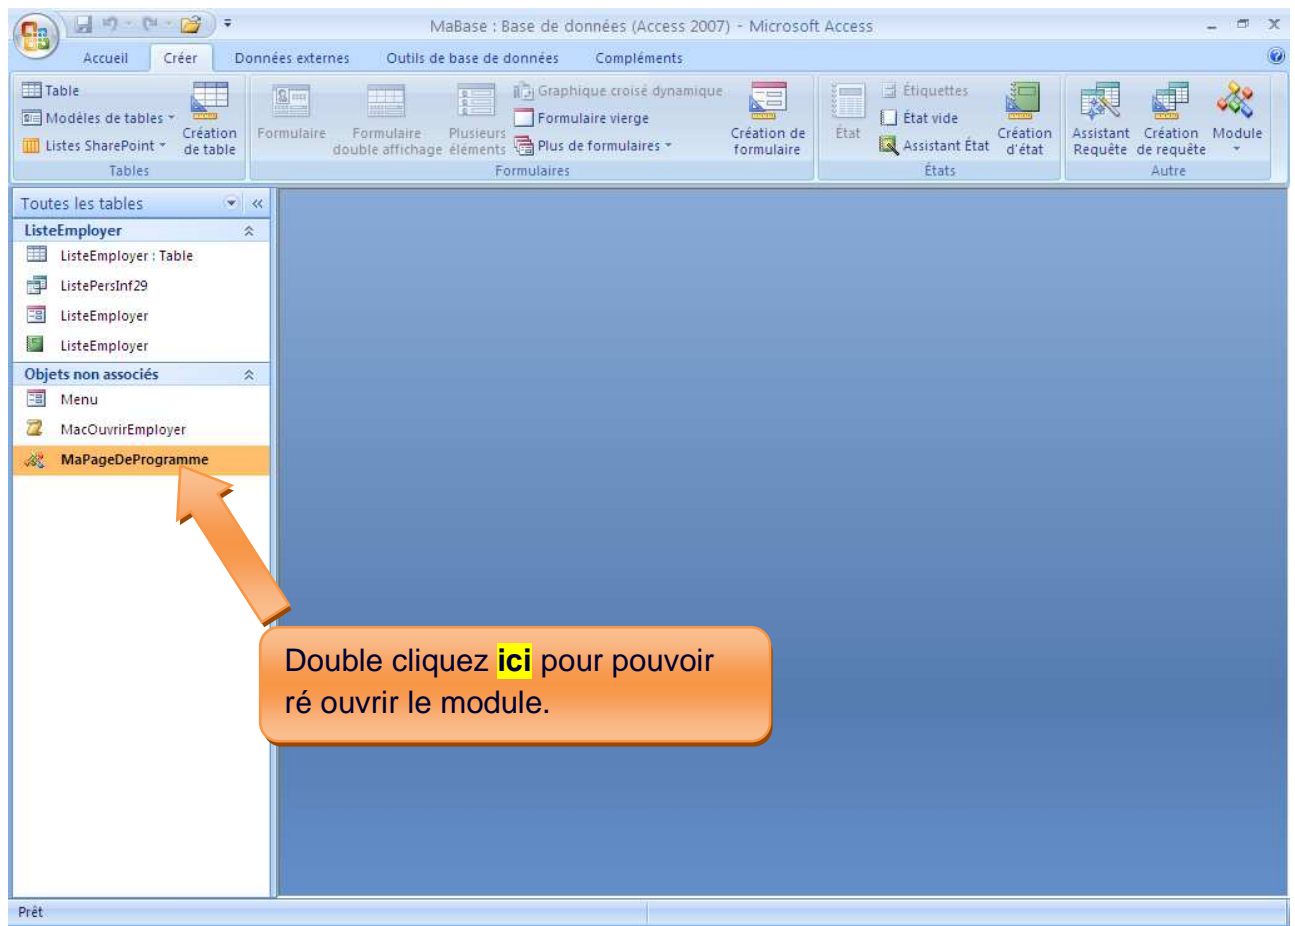 MaBase : Base de données (Access 2007) - Microsoft Access
Accueil Créer Données externes Outils de base de données Compléments
Table
Modèles de tables
Listes SharePoint
Création
de table
Tables
Formulaire
Formulaire
double affichage
Plusieurs
éléments
Graphique croisé dynamique
Formulaire vierge
Plus de formulaires
Création de
formulaire
Formulaires
État
Étiquettes
État vide
Assistant État
Création
d'état
États
Assistant
Requête
Création
de requête
Module
Autre
Toutes les tables
ListeEmployer
ListeEmployer : Table
ListePersInf29
ListeEmployer
ListeEmployer
Objets non associés
Menu
MacOuvrirEmployer
MaPageDeProgramme
Double cliquez ici pour pouvoir
ré ouvrir le module.
Prêt